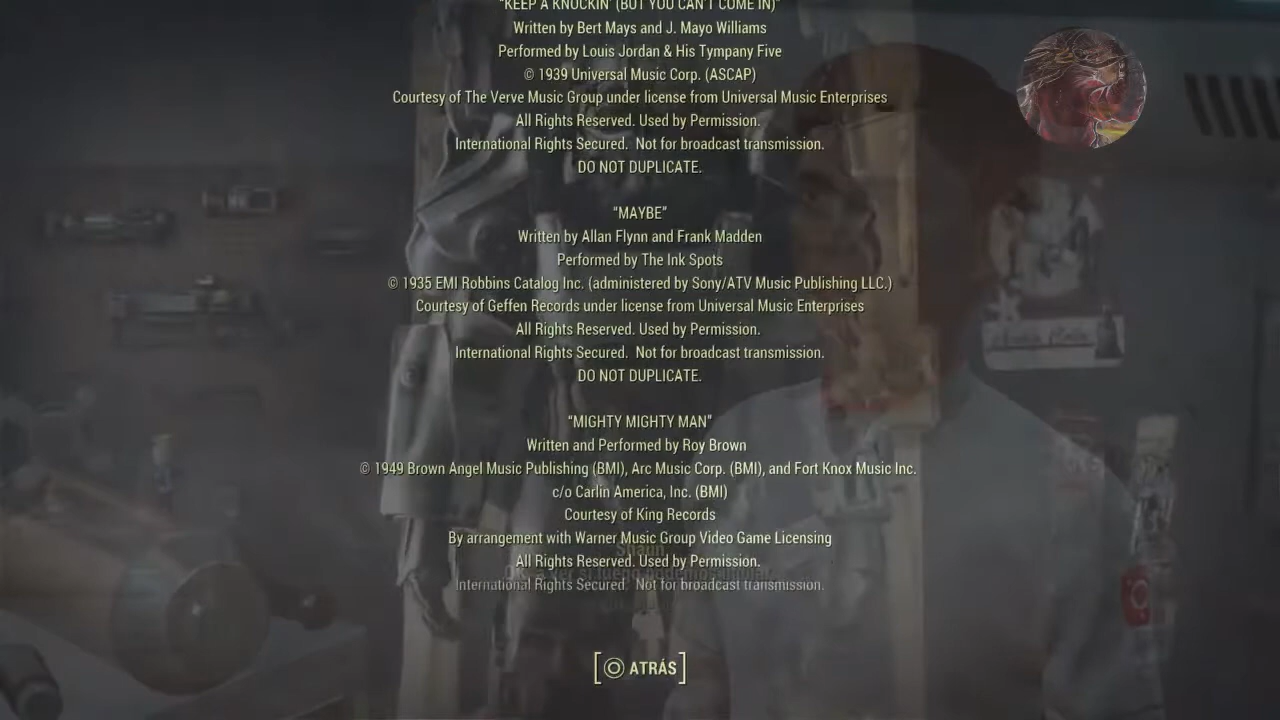 "KEEP A KNOCKIN' (BUT YOU CAN'T COME IN)"
Written by Bert Mays and J. Mayo Williams
Performed by Louis Jordan & His Tympany Five
© 1939 Universal Music Corp. (ASCAP)
Courtesy of The Verve Music Group under license from Universal Music Enterprises
All Rights Reserved. Used by Permission.
International Rights Secured. Not for broadcast transmission.
DO NOT DUPLICATE.
"MAYBE"
Written by Allan Flynn and Frank Madden
Performed by The Ink Spots
© 1935 EMI Robbins Catalog Inc. (administered by Sony/ATV Music Publishing LLC.)
Courtesy of Geffen Records under license from Universal Music Enterprises
All Rights Reserved. Used by Permission.
International Rights Secured. Not for broadcast transmission.
DO NOT DUPLICATE.
"MIGHTY MIGHTY MAN"
Written and Performed by Roy Brown
© 1949 Brown Angel Music Publishing (BMI), Arc Music Corp. (BMI), and Fort Knox Music Inc.
c/o Carlin America, Inc. (BMI)
Courtesy of King Records
By arrangement with Warner Music Group Video Game Licensing
Shaun
All Rights Reserved. Used by Permission.
International Rights Secured. Not for broadcast transmission.
[ ATRÁS]